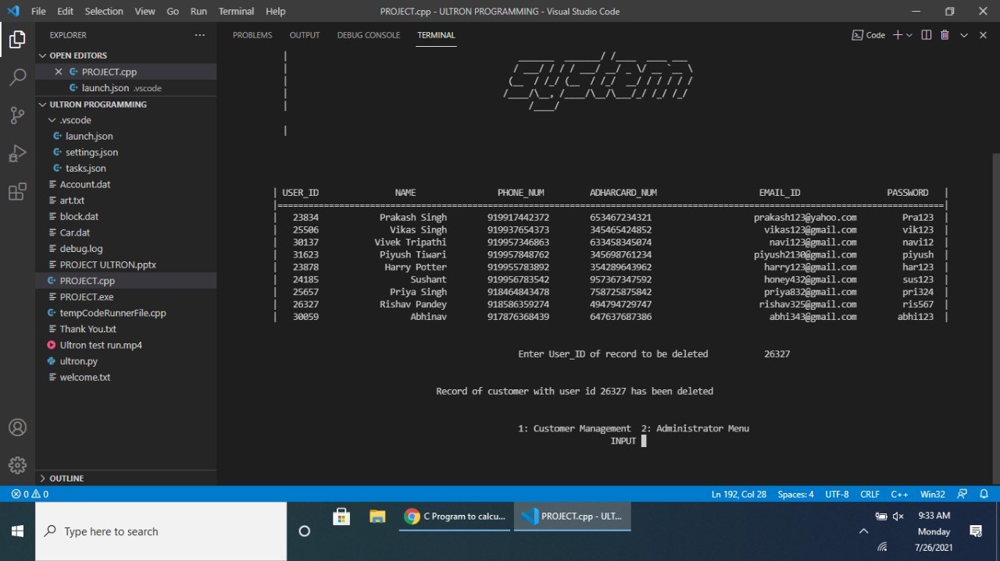 File Edit Selection View Go Run Terminal Help PROJECT.cpp - ULTRON PROGRAMMING - Visual Studio Code
EXPLORER
OPEN EDITORS
PROJECT.cpp
launch.json .vscode
ULTRON PROGRAMMING
.vscode
launch.json
settings.json
tasks.json
Account.dat
art.txt
block.dat
Car.dat
debug.log
PROJECT ULTRON.pptx
PROJECT.cpp
PROJECT.exe
tempCodeRunnerFile.cpp
Thank You.txt
Ultron test run.mp4
ultron.py
welcome.txt
OUTLINE
PROBLEMS OUTPUT DEBUG CONSOLE TERMINAL Code
system
| USER_ID NAME PHONE_NUM ADHARCARD_NUM EMAIL_ID PASSWORD |
| 23834 Prakash Singh 919917442372 653467234321 prakash123@yahoo.com Pra123 |
| 25506 Vikas Singh 919937654373 345465424852 vikas123@gmail.com vik123 |
| 30137 Vivek Tripathi 919957346863 633458345074 navi123@gmail.com navi12 |
| 31623 Piyush Tiwari 919957848762 345698761234 piyush2130@gmail.com piyush |
| 23878 Harry Potter 919955783892 354289643962 harry123@gmail.com har123 |
| 24185 Sushant 919956783542 957367347592 honey432@gmail.com sus123 |
| 25657 Priya Singh 918464843478 758725875842 priya832@gmail.com pri324 |
| 26327 Rishav Pandey 918586359274 494794729747 rishav325@gmail.com ris567 |
| 30059 Abhinav 917876368439 647637687386 abhi343@gmail.com abhi123 |
Enter User_ID of record to be deleted 26327
Record of customer with user id 26327 has been deleted
1: Customer Management 2: Administrator Menu
INPUT
0 0 Ln 192, Col 28 Spaces: 4 UTF-8 CRLF C++ Win32
Type here to search
C Program to calcu...
PROJECT.cpp - ULT...
9:33 AM
Monday
7/26/2021